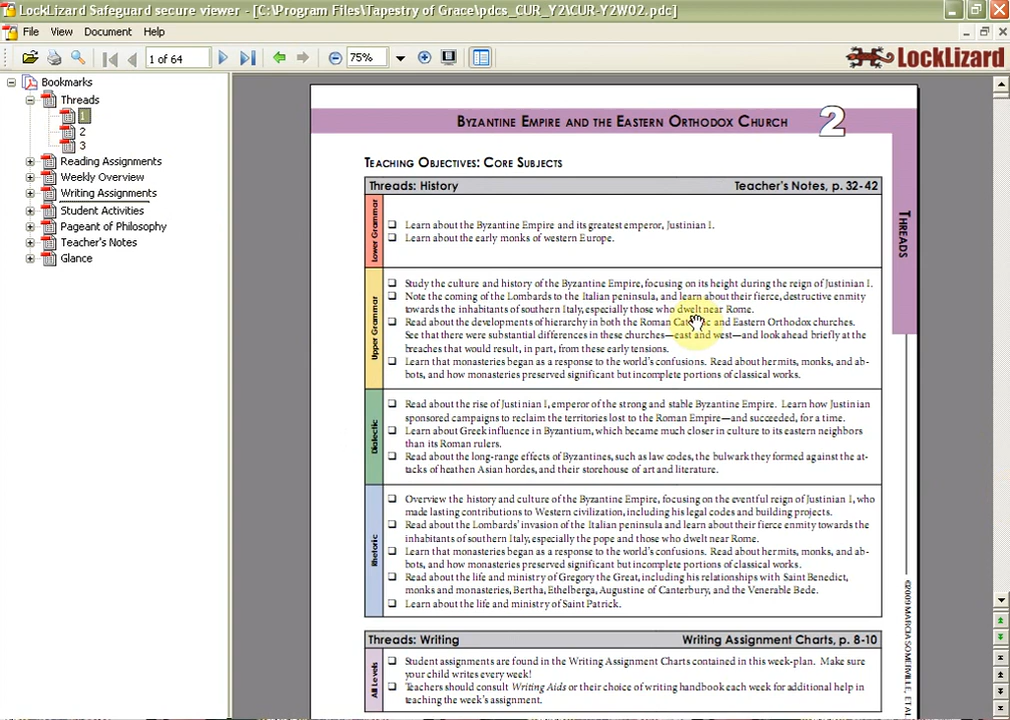 LockLizard Safeguard secure viewer - [C:\Program Files\Tapestry of Grace\pdcs_CUR_Y2\CUR-Y2W02.pdc]
File View Document Help
1 of 64
75%
LOCKLIZARD
Bookmarks
Threads
1
2
3
Reading Assignments
Weekly Overview
Writing Assignments
Student Activities
Pageant of Philosophy
Teacher's Notes
Glance
BYZANTINE EMPIRE AND THE EASTERN ORTHODOX CHURCH 2
TEACHING OBJECTIVES: CORE SUBJECTS
Threads: History Teacher's Notes, p. 32-42
Lower Grammar
Learn about the Byzantine Empire and its greatest emperor, Justinian I.
Learn about the early monks of western Europe.
Upper Grammar
Study the culture and history of the Byzantine Empire, focusing on its height during the reign of Justinian I.
Note the coming of the Lombards to the Italian peninsula, and learn about their fierce, destructive enmity
towards the inhabitants of southern Italy, especially those who dwelt near Rome.
Read about the developments of hierarchy in both the Roman Catholic and Eastern Orthodox churches.
See that there were substantial differences in these churches—east and west—and look ahead briefly at the
breaches that would result, in part, from these early tensions.
Learn that monasteries began as a response to the world's confusions. Read about hermits, monks, and ab-
bots, and how monasteries preserved significant but incomplete portions of classical works.
Dialectic
Read about the rise of Justinian I, emperor of the strong and stable Byzantine Empire. Learn how Justinian
sponsored campaigns to reclaim the territories lost to the Roman Empire—and succeeded, for a time.
Learn about Greek influence in Byzantium, which became much closer in culture to its eastern neighbors
than its Roman rulers.
Read about the long-range effects of Byzantines, such as law codes, the bulwark they formed against the at-
tacks of heathen Asian hordes, and their storehouse of art and literature.
Rhetoric
Overview the history and culture of the Byzantine Empire, focusing on the eventful reign of Justinian I, who
made lasting contributions to Western civilization, including his legal codes and building projects.
Read about the Lombards' invasion of the Italian peninsula and learn about their fierce enmity towards the
inhabitants of southern Italy, especially the pope and those who dwelt near Rome.
Learn that monasteries began as a response to the world's confusions. Read about hermits, monks, and ab-
bots, and how monasteries preserved significant but incomplete portions of classical works.
Read about the life and ministry of Gregory the Great, including his relationships with Saint Benedict,
monks and monasteries, Bertha, Ethelberga, Augustine of Canterbury, and the Venerable Bede.
Learn about the life and ministry of Saint Patrick.
Threads: Writing Writing Assignment Charts, p. 8-10
All Levels
Student assignments are found in the Writing Assignment Charts contained in this week-plan. Make sure
your child writes every week!
Teachers should consult Writing Aids or their choice of writing handbook each week for additional help in
teaching the week's assignment.
THREADS
©2009 MARCIA SOMERVILLE, ET AL